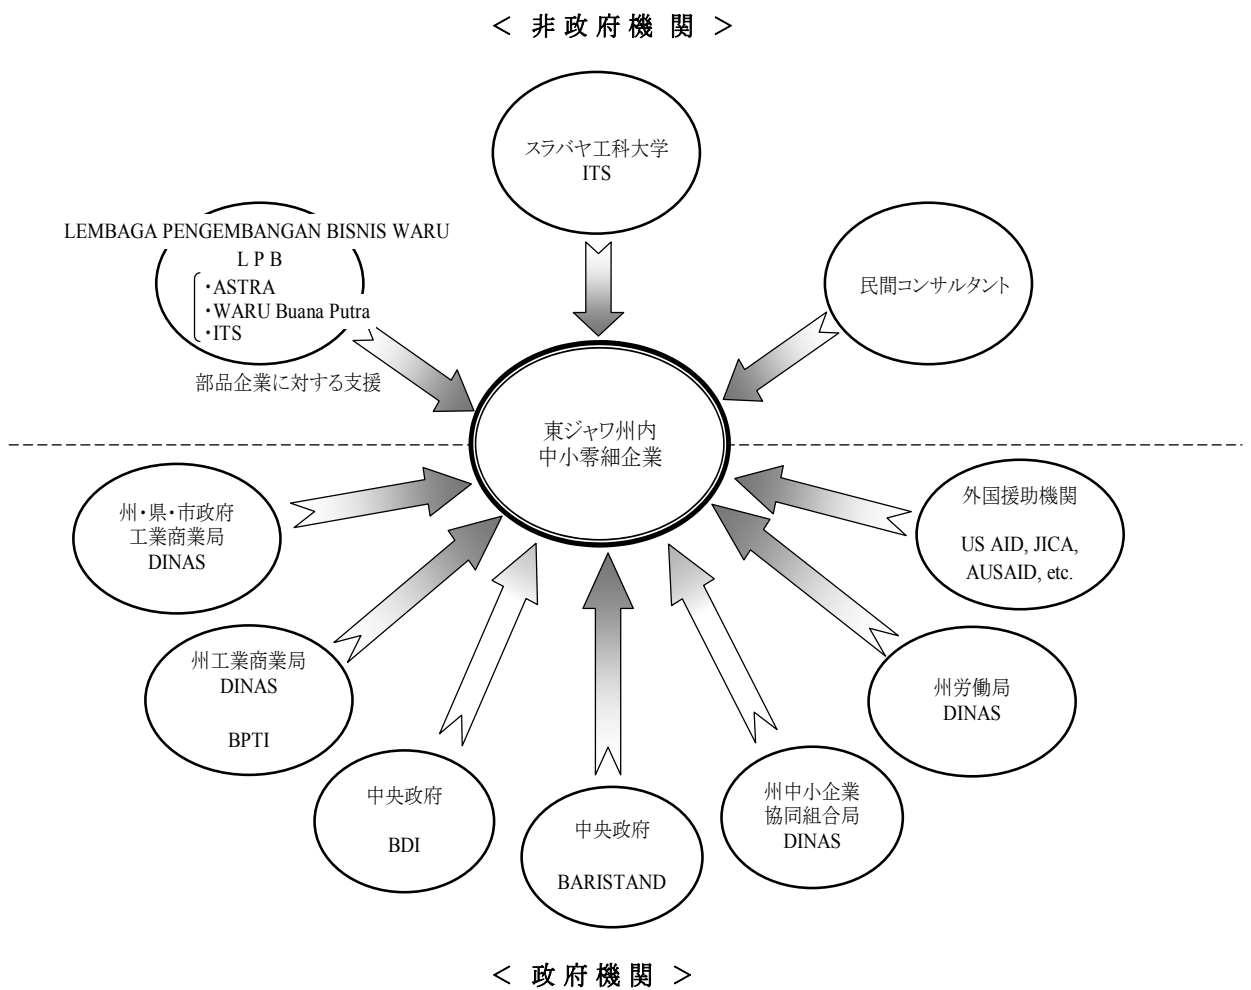 ＜ 非 政 府 機 関 ＞
スラバヤ工科大学
ITS
LEMBAGA PENGEMBANGAN BISNIS WARU
L P B
・ASTRA
・WARU Buana Putra
・ITS
部品企業に対する支援
民間コンサルタント
東ジャワ州内
中小零細企業
州・県・市政府
工業商業局
DINAS
外国援助機関
US AID, JICA,
AUSAID, etc.
州工業商業局
DINAS
BPTI
州労働局
DINAS
中央政府
BDI
中央政府
BARISTAND
州中小企業
協同組合局
DINAS
＜ 政 府 機 関 ＞